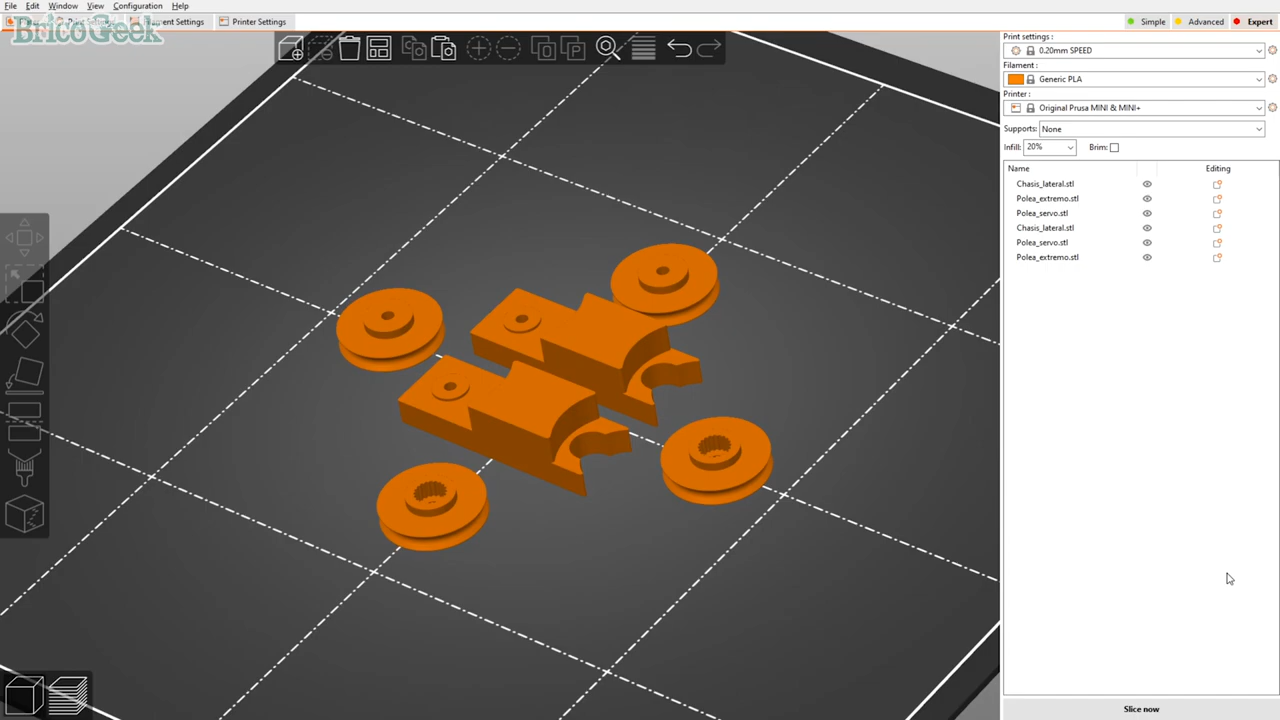 File Edit Window View Configuration Help
BricoGeek
Filament Settings Printer Settings
Simple Advanced Expert
Print settings :
0.20mm SPEED
Filament :
Generic PLA
Printer :
Original Prusa MINI & MINI+
Supports: None
Infill: 20% Brim:
Name Editing
Chasis_lateral.stl
Polea_extremo.stl
Polea_servo.stl
Chasis_lateral.stl
Polea_servo.stl
Polea_extremo.stl
Slice now